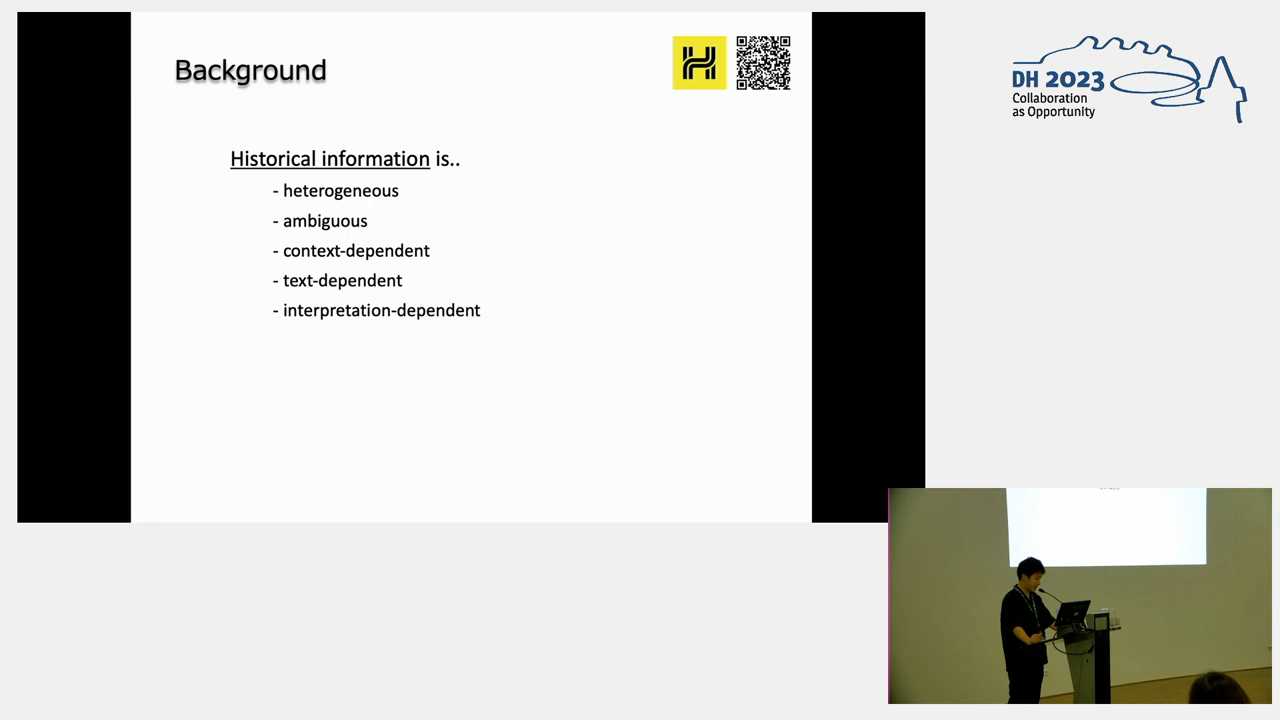 Background
Historical information is..
- heterogeneous
- ambiguous
- context-dependent
- text-dependent
- interpretation-dependent
DH 2023
Collaboration
as Opportunity